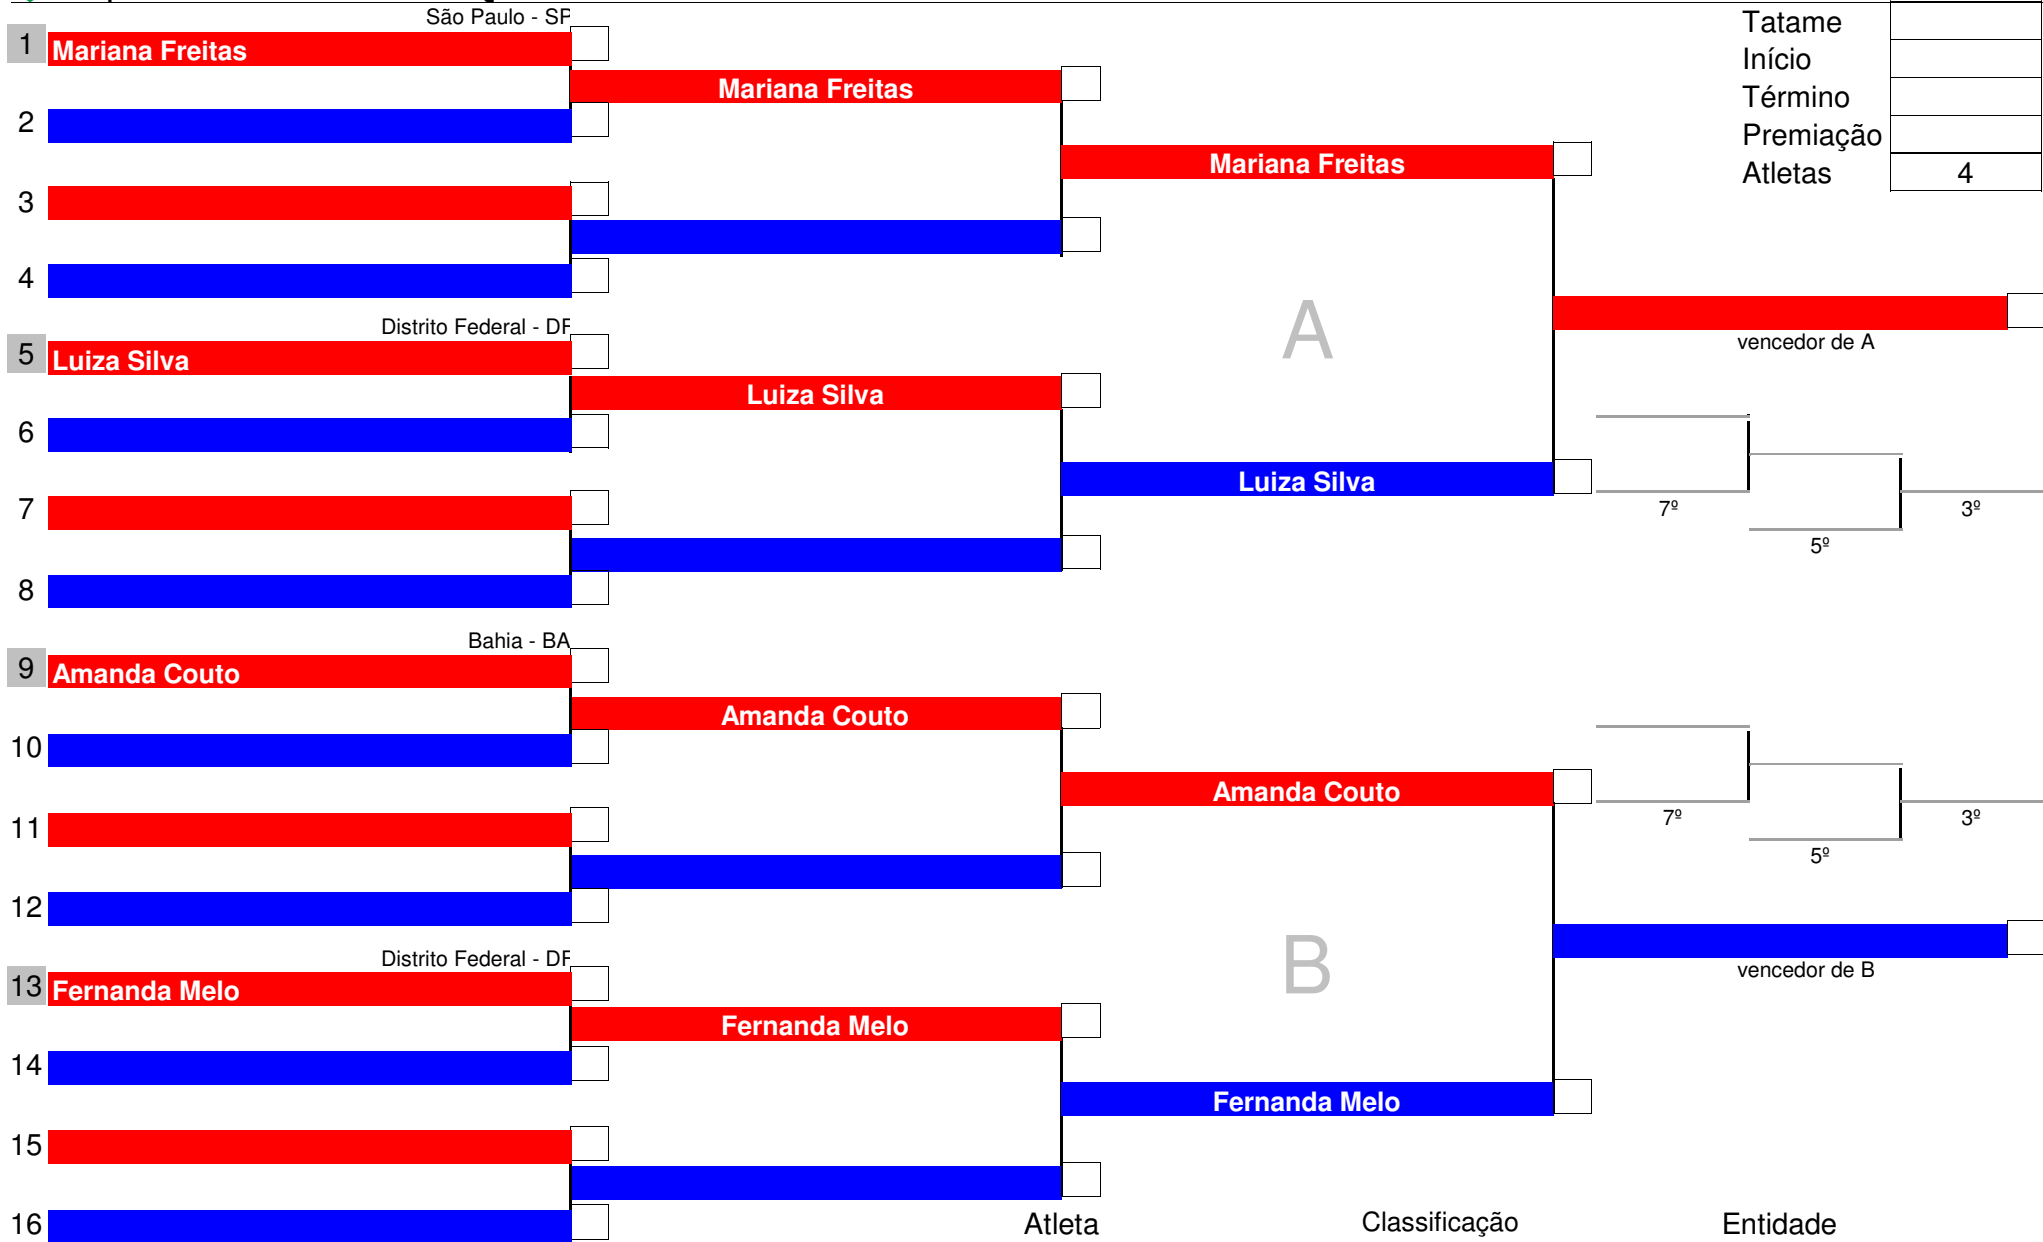 São Paulo - SP
Tatame
1 Mariana Freitas
Início
Mariana Freitas
Término
2
Premiação
Mariana Freitas
Atletas 4
3
4
Distrito Federal - DF
vencedor de A
A
5 Luiza Silva
Luiza Silva
6
Luiza Silva
7
7º 3º
5º
8
Bahia - BA
9 Amanda Couto
Amanda Couto
10
Amanda Couto
7º 3º
11
5º
12
Distrito Federal - DF
B
vencedor de B
13 Fernanda Melo
Fernanda Melo
14
Fernanda Melo
15
16
Atleta Classificação Entidade